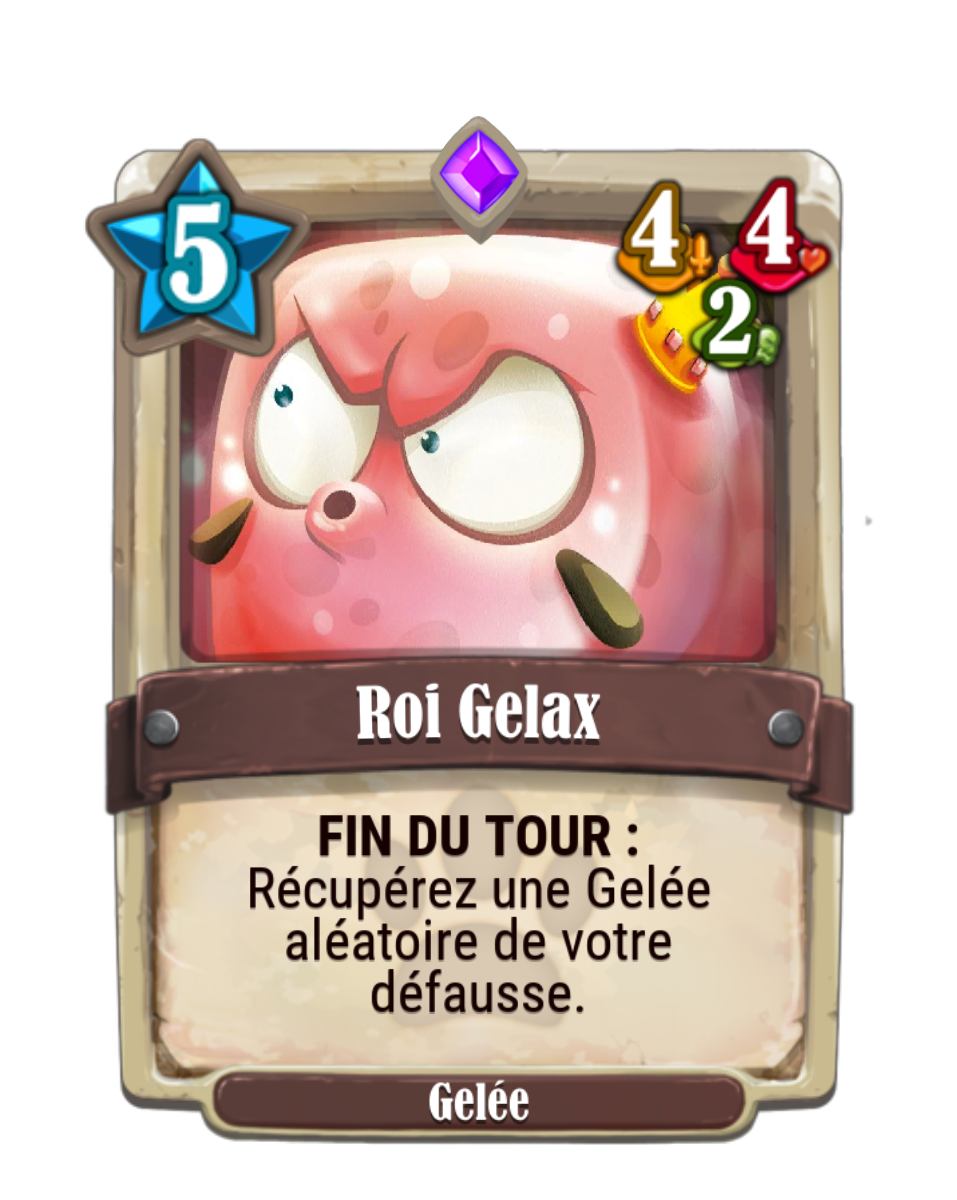 5
4
4
2
Roi Gelax
FIN DU TOUR :
Récupérez une Gelée
aléatoire de votre
défausse.
Gelée